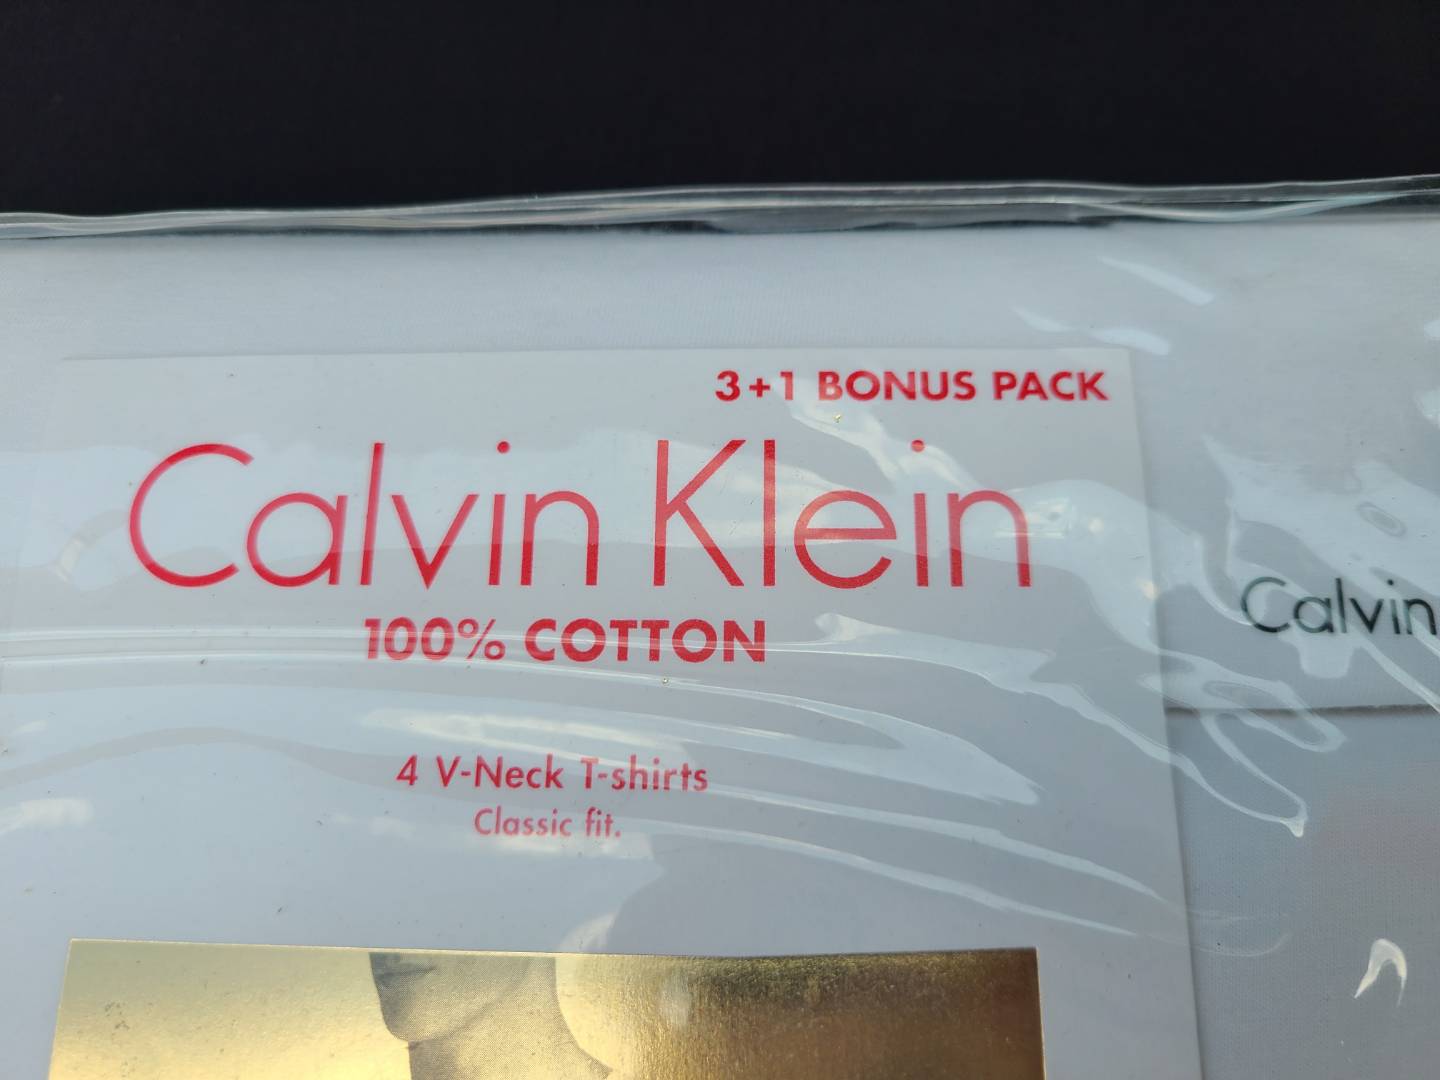 3+1 BONUS PACK
Calvin Klein
100% COTTON
4 V-Neck T-shirts
Classic fit.
Calvin